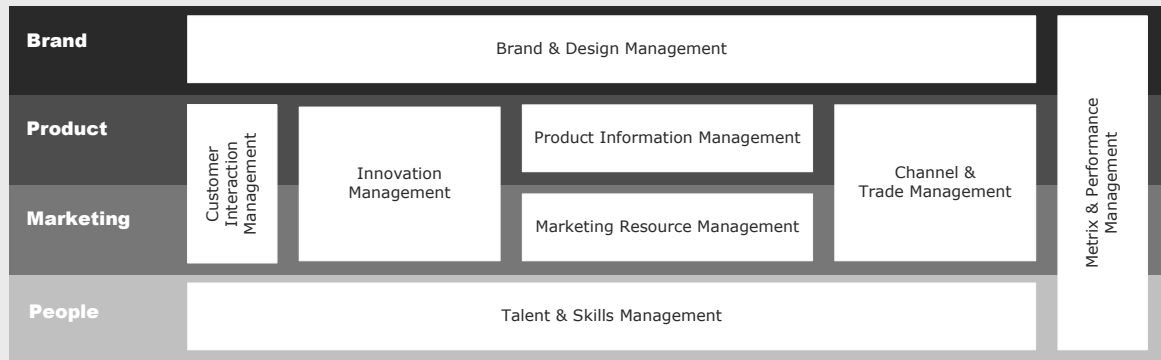 Brand
Brand & Design Management
Product
Customer
Interaction
Management
Innovation
Management
Product Information Management
Channel &
Trade Management
Marketing
Marketing Resource Management
People
Talent & Skills Management
Metrix & Performance
Management